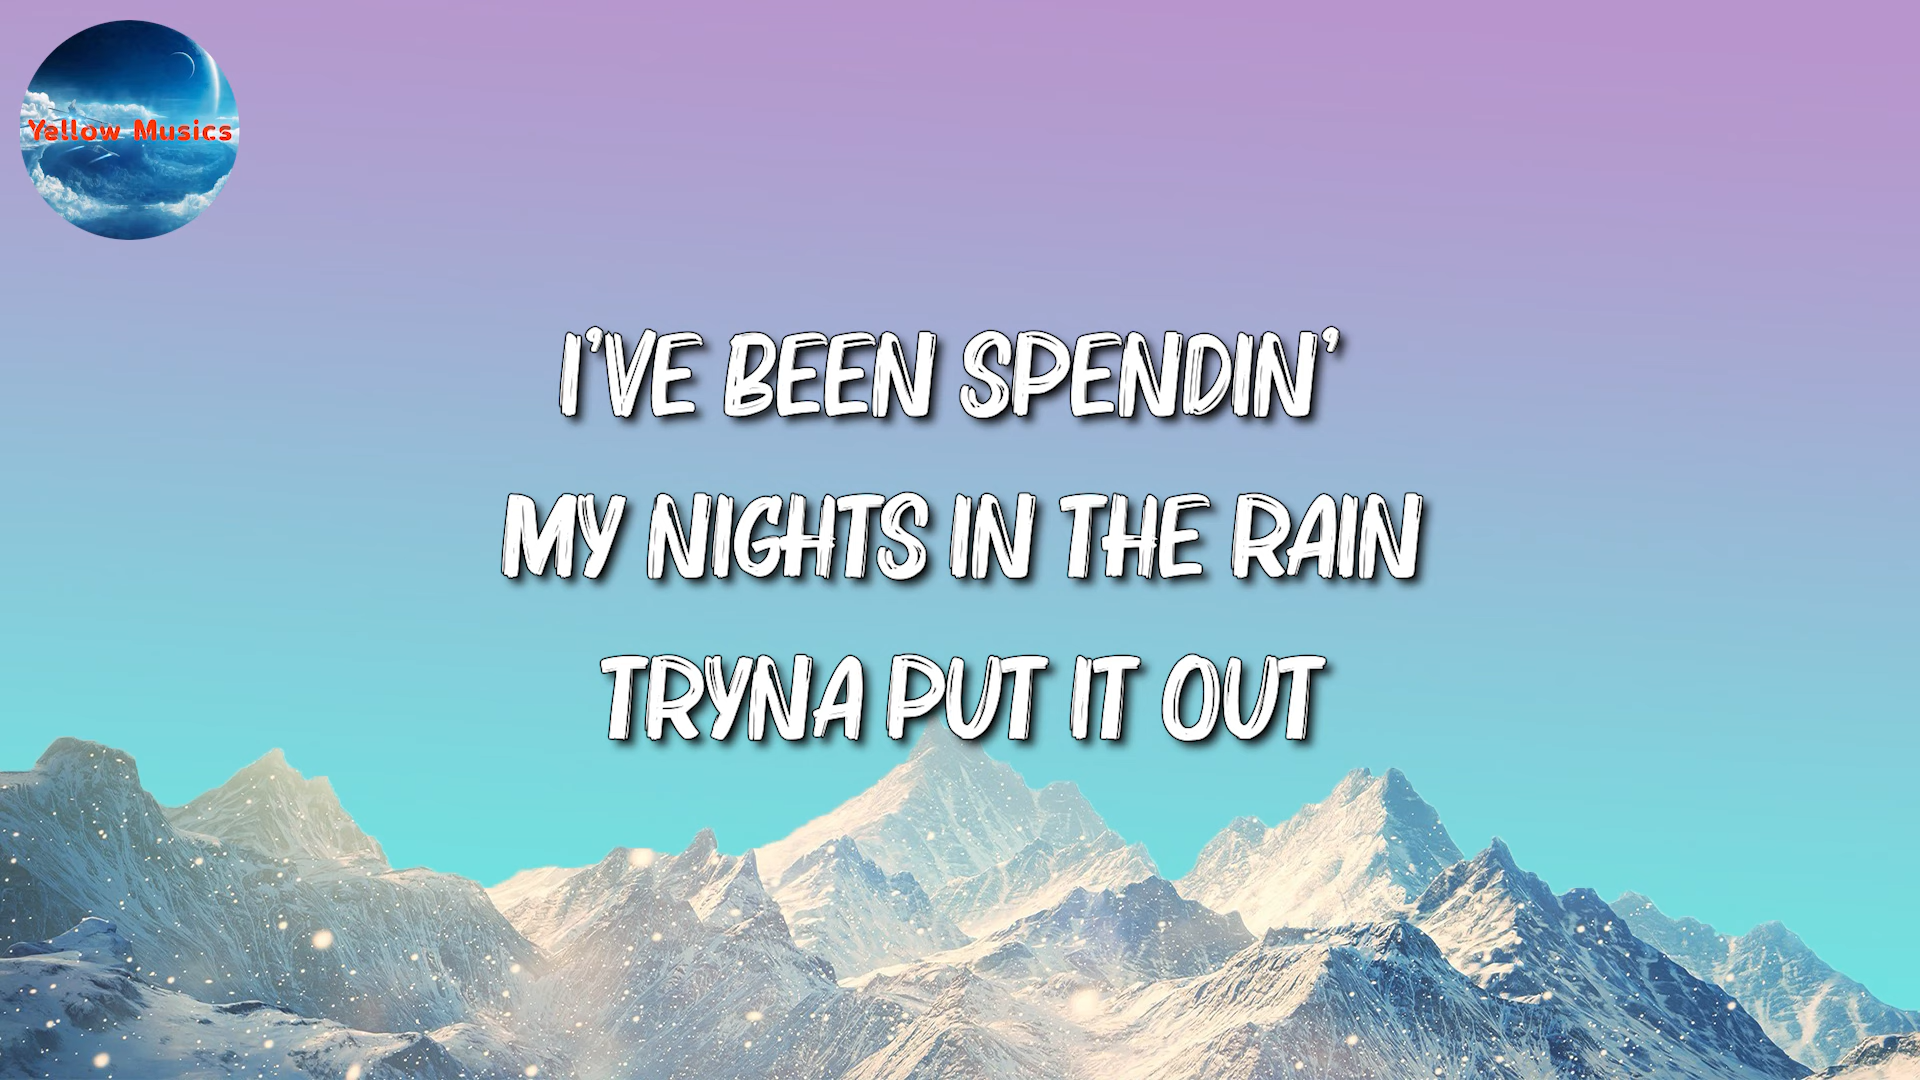 Yellow Musics
I'VE BEEN SPENDIN'
MY NIGHTS IN THE RAIN
TRYNA PUT IT OUT